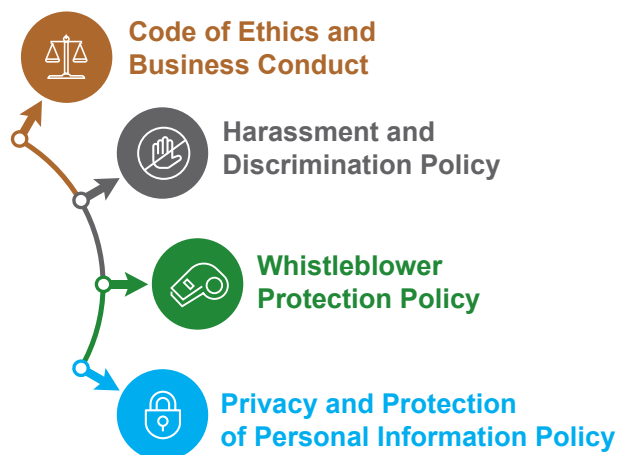 Code of Ethics and
Business Conduct
Harassment and
Discrimination Policy
Whistleblower
Protection Policy
Privacy and Protection
of Personal Information Policy